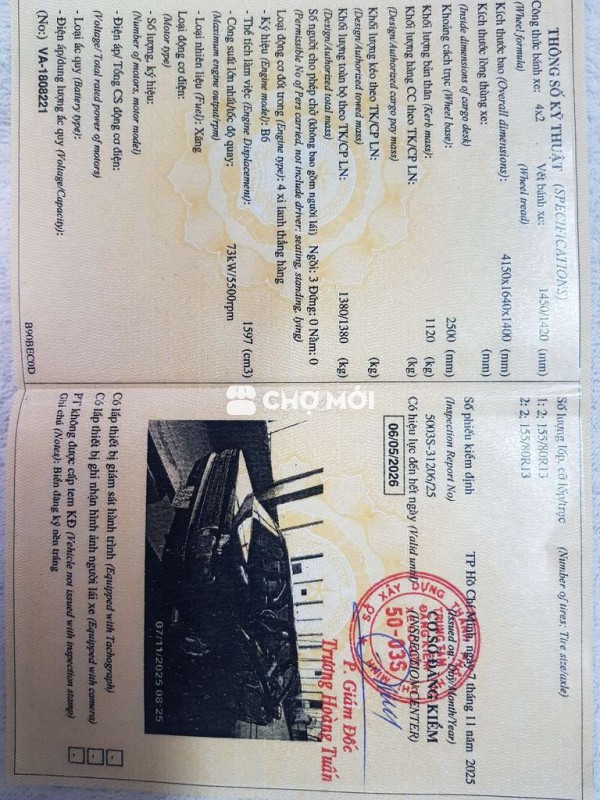 THÔNG SỐ KỸ THUẬT (SPECIFICATIONS)
Công thức bánh xe: 4x2 Vết bánh xe: 1450/1420 (mm)
(Wheel formula) (Wheel tread)
Kích thước bao (Overall dimensions): 4150x1640x1400 (mm)
Kích thước lòng thùng xe: (mm)
(Inside dimensions of cargo desk)
Khoảng cách trục (Wheel base): 2500 (mm)
Khối lượng bản thân (Kerb mass): 1120 (kg)
Khối lượng hàng CC theo TK/CP LN: (kg)
(Design/Authorized cargo pay mass)
Khối lượng kéo theo TK/CP LN: (kg)
(Design/Authorized towed mass)
Khối lượng toàn bộ theo TK/CP LN: 1380/1380 (kg)
(Design/Authorized total mass)
Số người cho phép chở (không bao gồm người lái) Ngồi: 3 Đứng: 0 Nằm: 0
(Permissible No of Pers carried, not include driver: seating, standing, lying)
Loại động cơ đốt trong (Engine type): 4 xi lanh thẳng hàng
- Ký hiệu (Engine model): B6
- Thể tích làm việc (Engine Displacement): 1597 (cm3)
- Công suất lớn nhất/tốc độ quay: 73kW/5500rpm
(Maximum engine output/rpm)
- Loại nhiên liệu (Fuel): Xăng
Loại động cơ điện:
(Motor type)
- Số lượng, ký hiệu:
(Number of motors, motor model)
- Điện áp/ Tổng CS động cơ điện:
(Voltage/ Total rated power of motors)
- Loại ắc quy (Battery type):
- Điện áp/dung lượng ắc quy (Voltage/Capacity):
(No:) VA-1808221
B90BEC0D
Số lượng lốp, cỡ lốp/trục (Number of tires; Tire size/axle)
1: 2; 155/80R13
2: 2; 155/80R13
Số phiếu kiểm định
(Inspection Report No)
5003S-31206/25
Có hiệu lực đến hết ngày (Valid until)
06/05/2026
TP Hồ Chí Minh, ngày 7 tháng 11 năm 2025
(Issued on: Day/Month/Year)
CƠ SỞ ĐĂNG KIỂM
(INSPECTION CENTER)
XÂY DỰNG
TRUNG TÂM
50-03S
P. Giám Đốc
Trương Hoàng Tuấn
CHỢ MỚI
07/11/2025 08:25
Có lắp thiết bị giám sát hành trình (Equipped with Tachograph)
Có lắp thiết bị ghi nhận hình ảnh người lái xe (Equipped with camera)
PT không được cấp tem KĐ (Vehicle not issued with inspection stamp)
Ghi chú (Notes): Biển đăng ký nền trắng